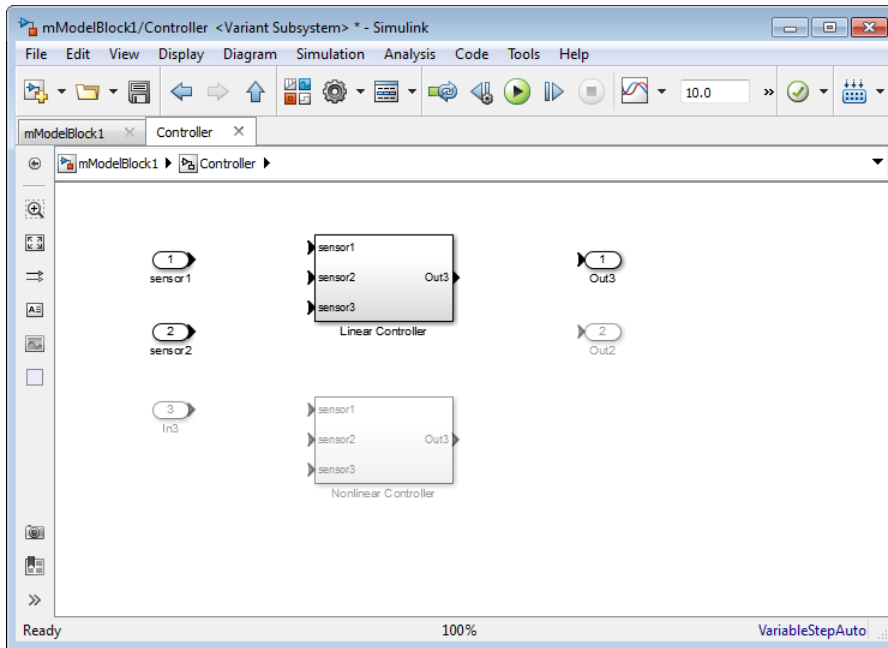 mModelBlock1/Controller <Variant Subsystem> * - Simulink
File Edit View Display Diagram Simulation Analysis Code Tools Help
10.0 »
mModelBlock1 Controller
mModelBlock1 Controller
1
sensor1
sensor1
sensor2
sensor3
Out3
Linear Controller
1
Out3
2
sensor2
2
Out2
3
In3
sensor1
sensor2
sensor3
Out3
Nonlinear Controller
Ready 100% VariableStepAuto